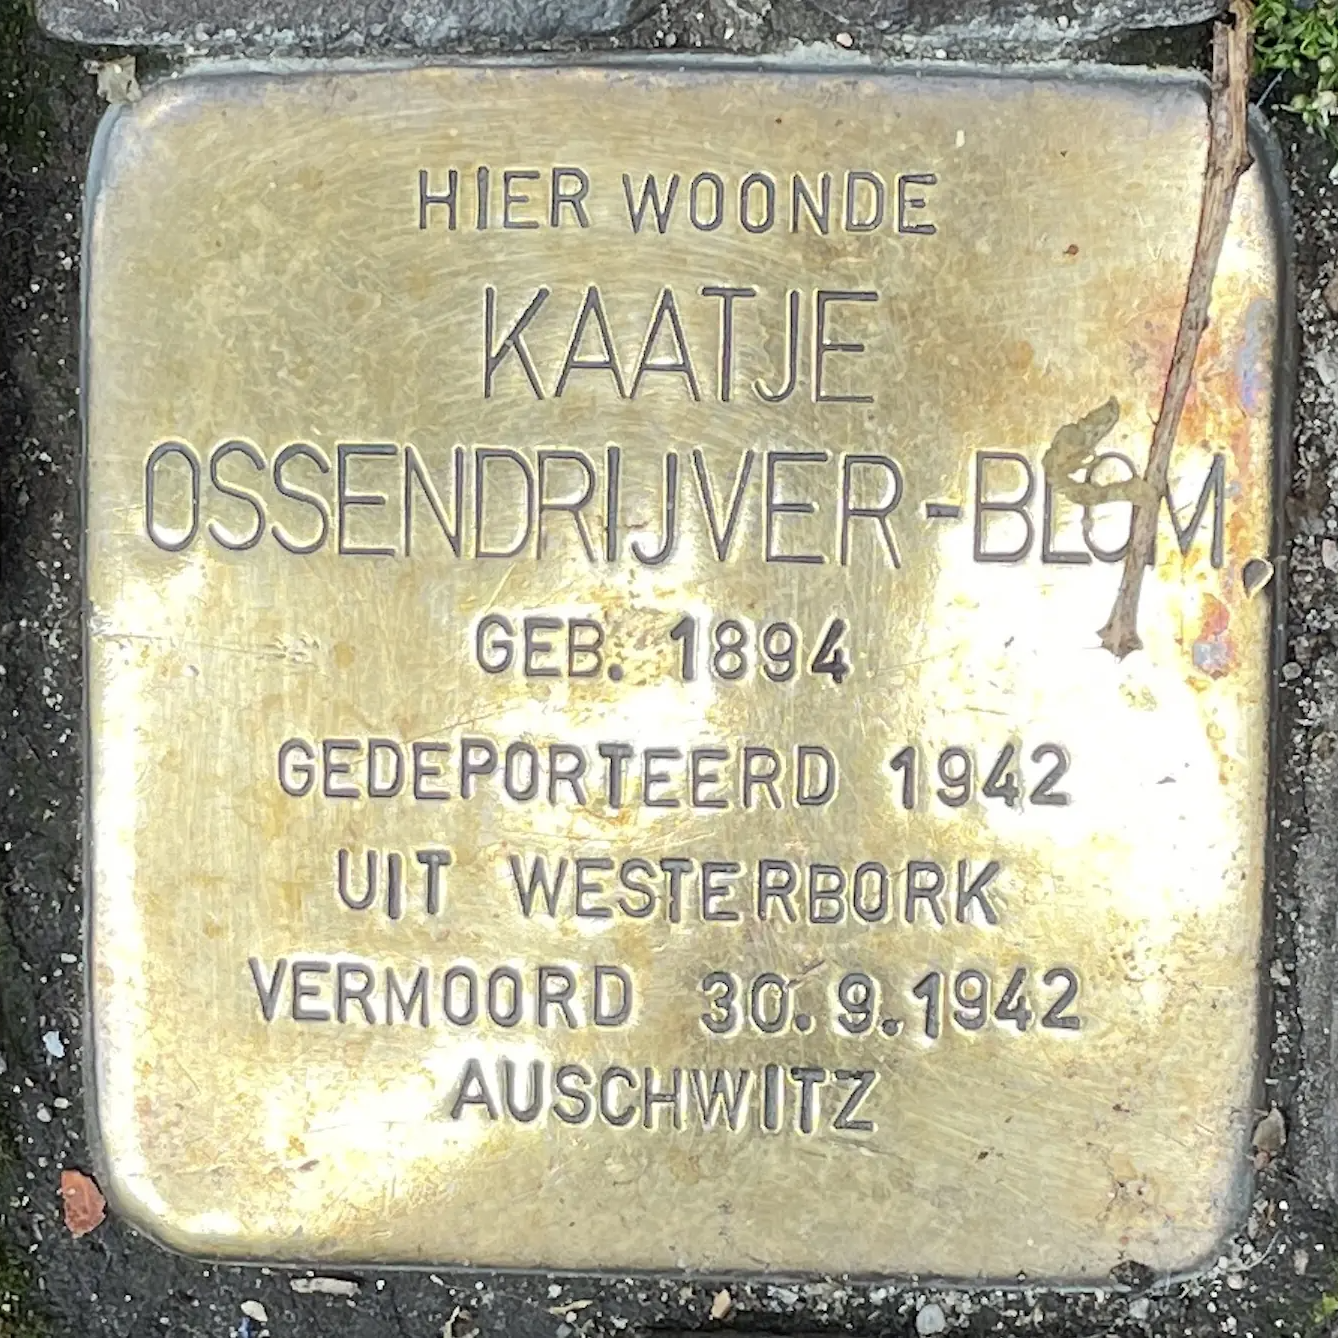 HIER WOONDE
KAATJE
OSSENDRIJVER-BLOM
GEB. 1894
GEDEPORTEERD 1942
UIT WESTERBORK
VERMOORD 30.9.1942
AUSCHWITZ